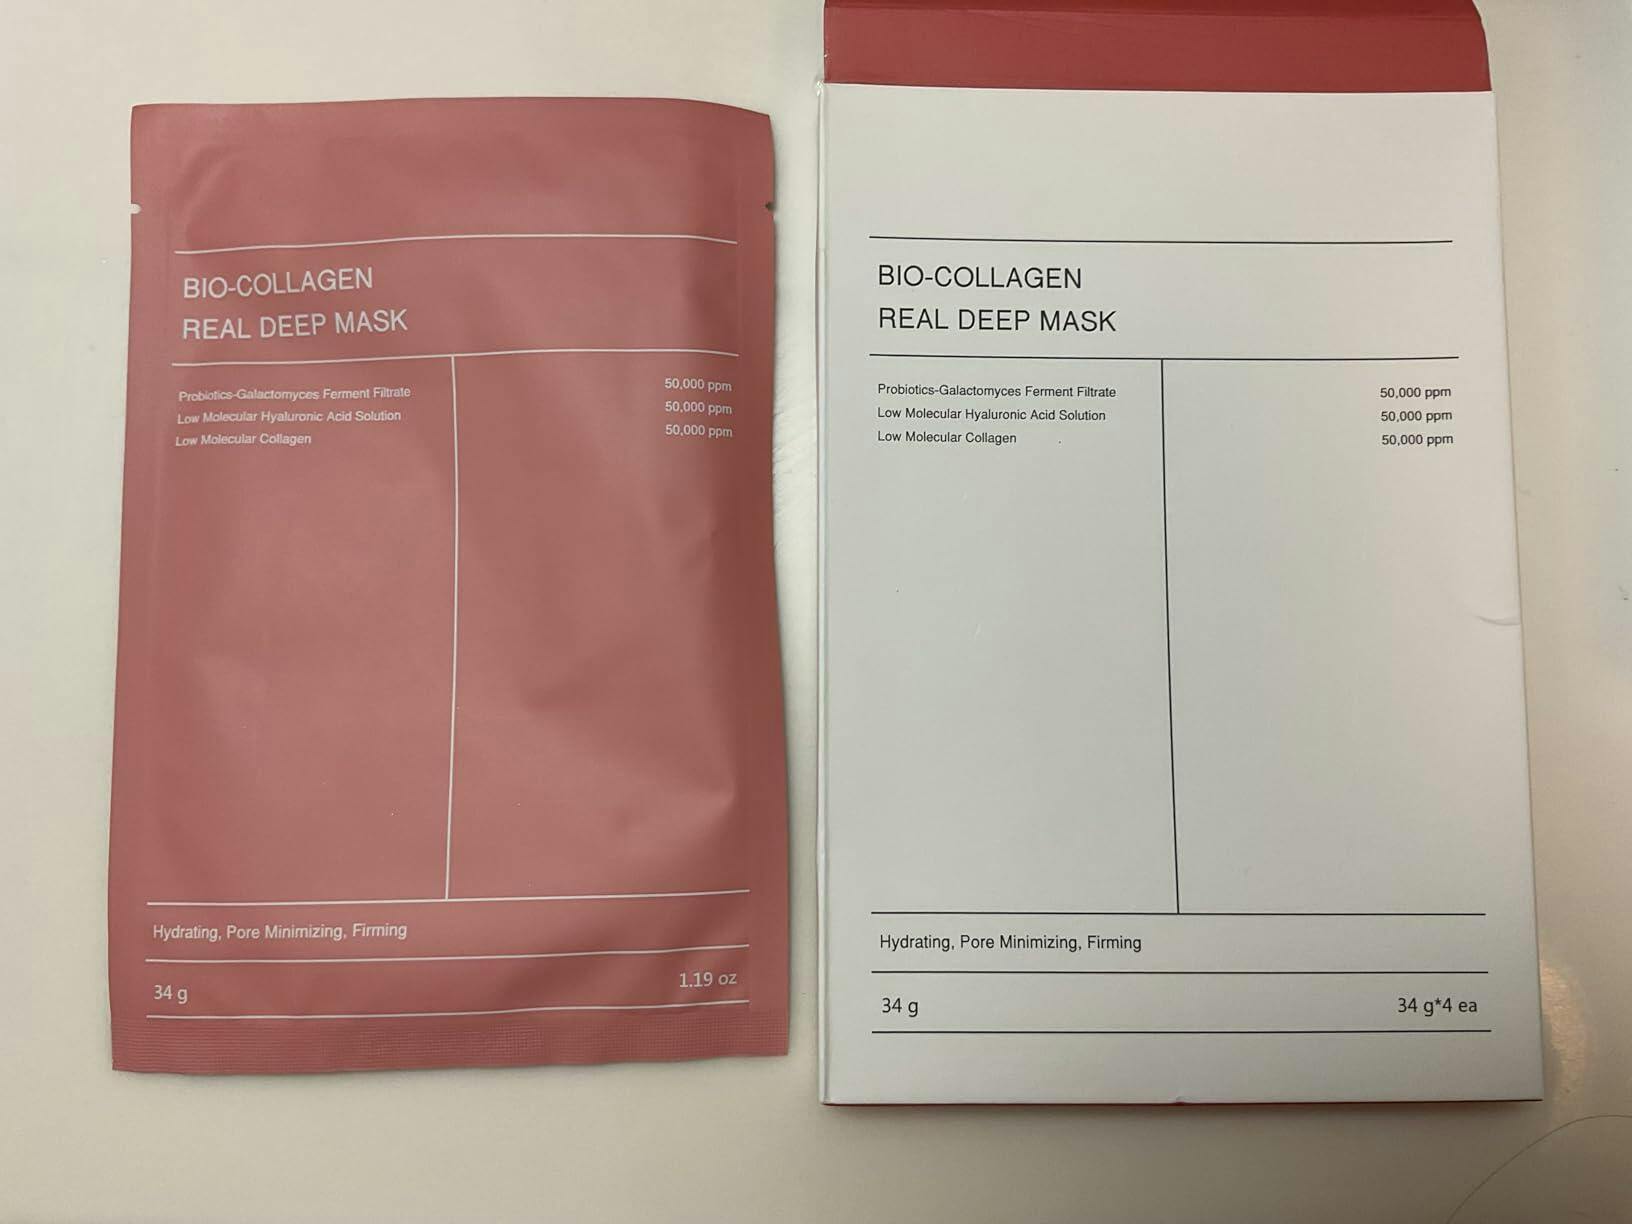 BIO-COLLAGEN
REAL DEEP MASK
Probiotics-Galactomyces Ferment Filtrate 50,000 ppm
Low Molecular Hyaluronic Acid Solution 50,000 ppm
Low Molecular Collagen 50,000 ppm
Hydrating, Pore Minimizing, Firming
34 g 1.19 oz
BIO-COLLAGEN
REAL DEEP MASK
Probiotics-Galactomyces Ferment Filtrate 50,000 ppm
Low Molecular Hyaluronic Acid Solution 50,000 ppm
Low Molecular Collagen 50,000 ppm
Hydrating, Pore Minimizing, Firming
34 g 34 g*4 ea